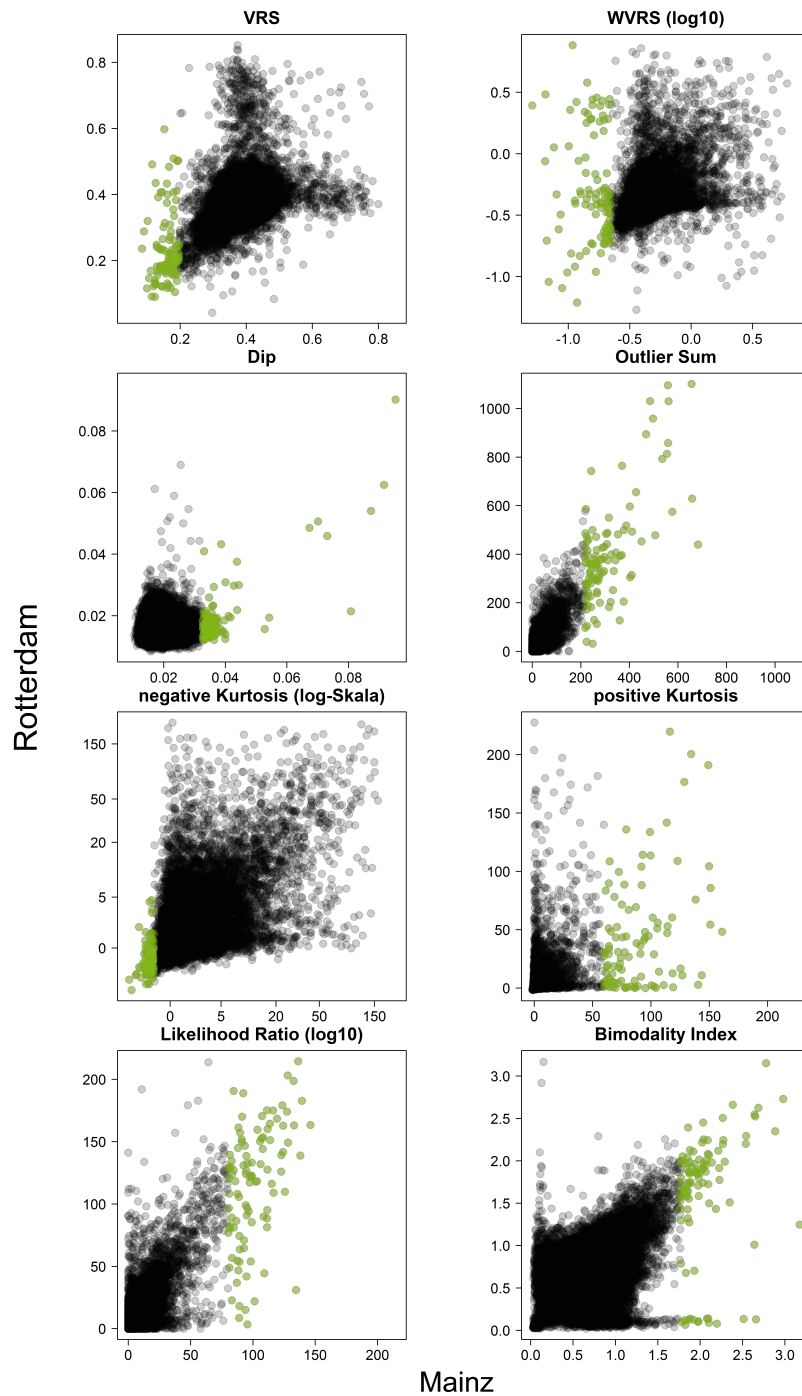 VRS
WVRS (log10)
0.8
0.6
0.4
0.2
0.5
0.0
-0.5
-1.0
0.2 0.4 0.6 0.8
-1.0 -0.5 0.0 0.5
Dip
Outlier Sum
0.08
0.06
0.04
0.02
1000
800
600
400
200
0
0.02 0.04 0.06 0.08
0 200 400 600 800 1000
negative Kurtosis (log-Skala)
positive Kurtosis
Rotterdam
150
50
20
5
0
200
150
100
50
0
0 5 20 50 150
0 50 100 150 200
Likelihood Ratio (log10)
Bimodality Index
200
150
100
50
0
3.0
2.5
2.0
1.5
1.0
0.5
0.0
0 50 100 150 200
0.0 0.5 1.0 1.5 2.0 2.5 3.0
Mainz